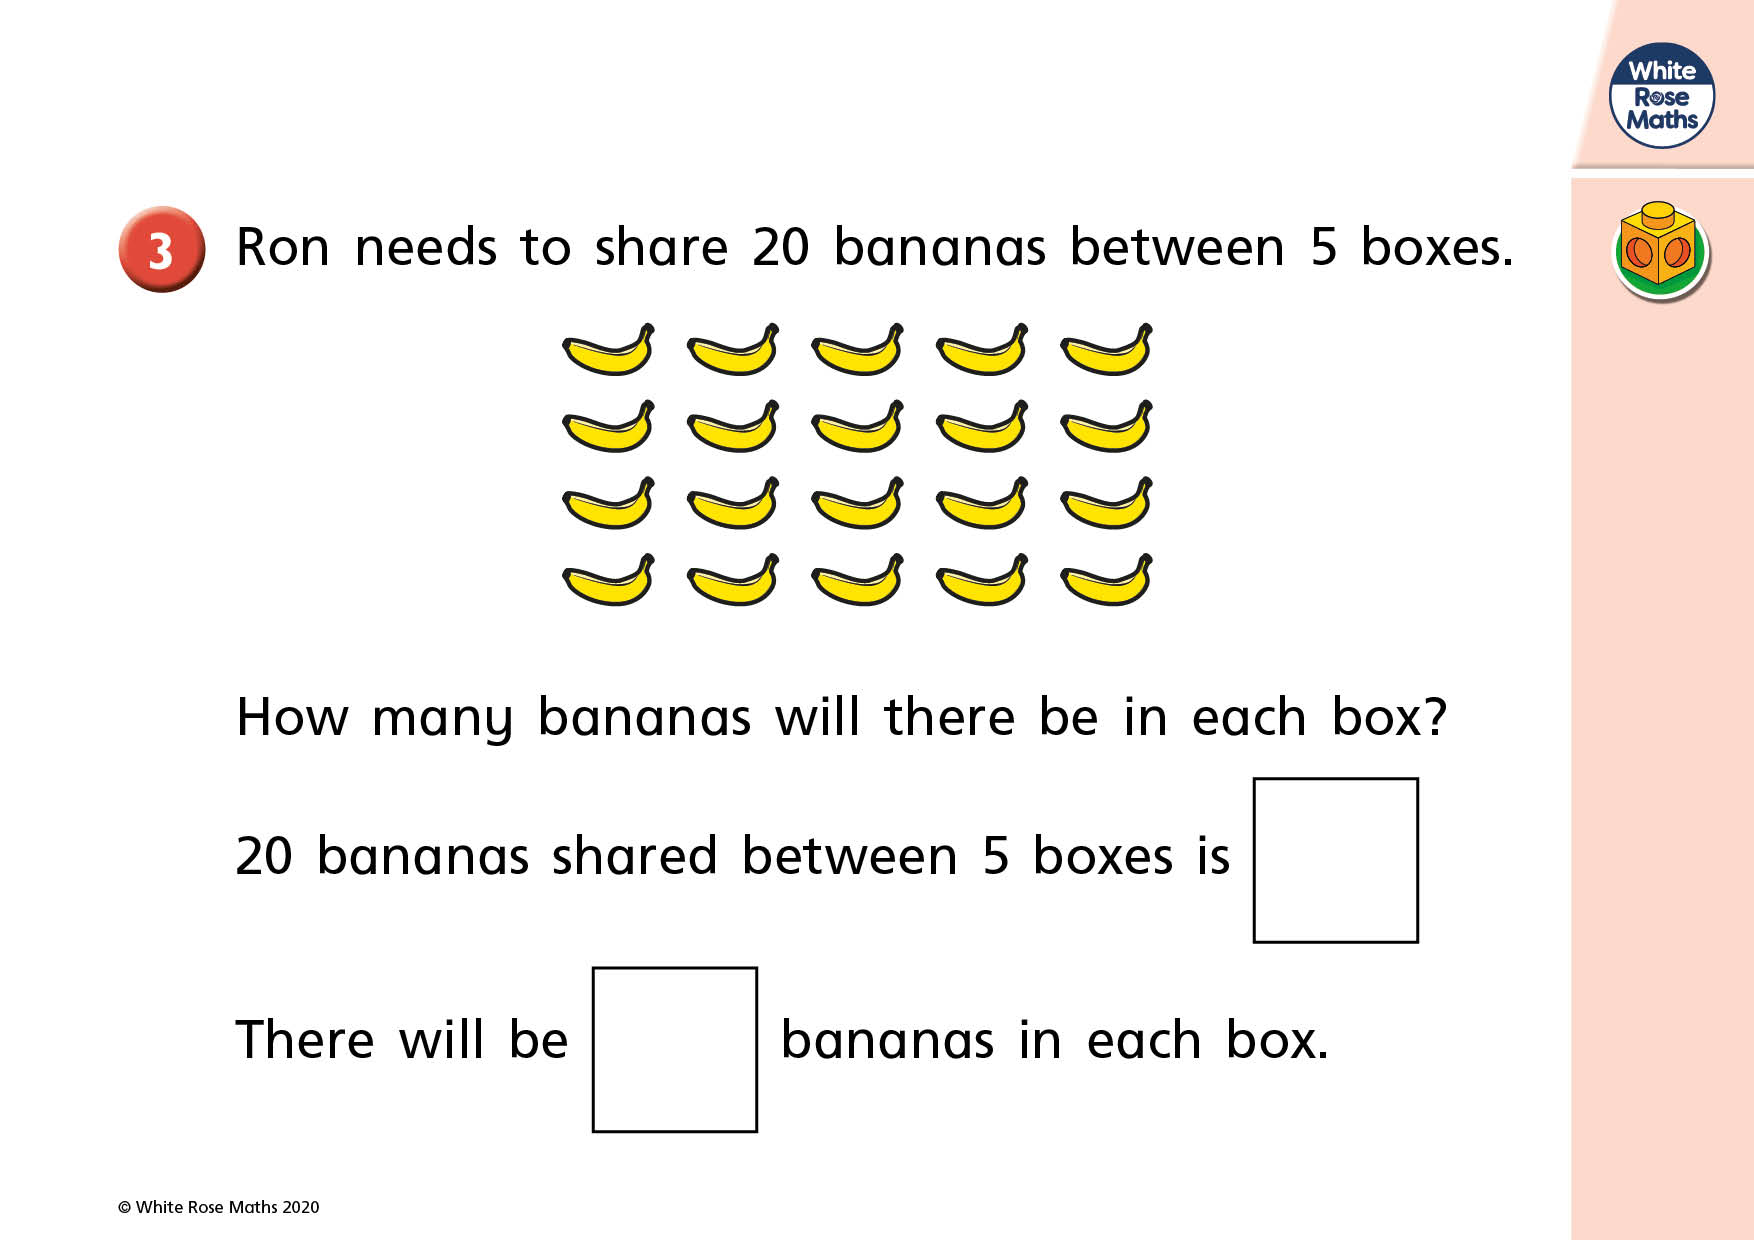 White
Rose
Maths
3 Ron needs to share 20 bananas between 5 boxes.
How many bananas will there be in each box?
20 bananas shared between 5 boxes is
There will be bananas in each box.
© White Rose Maths 2020